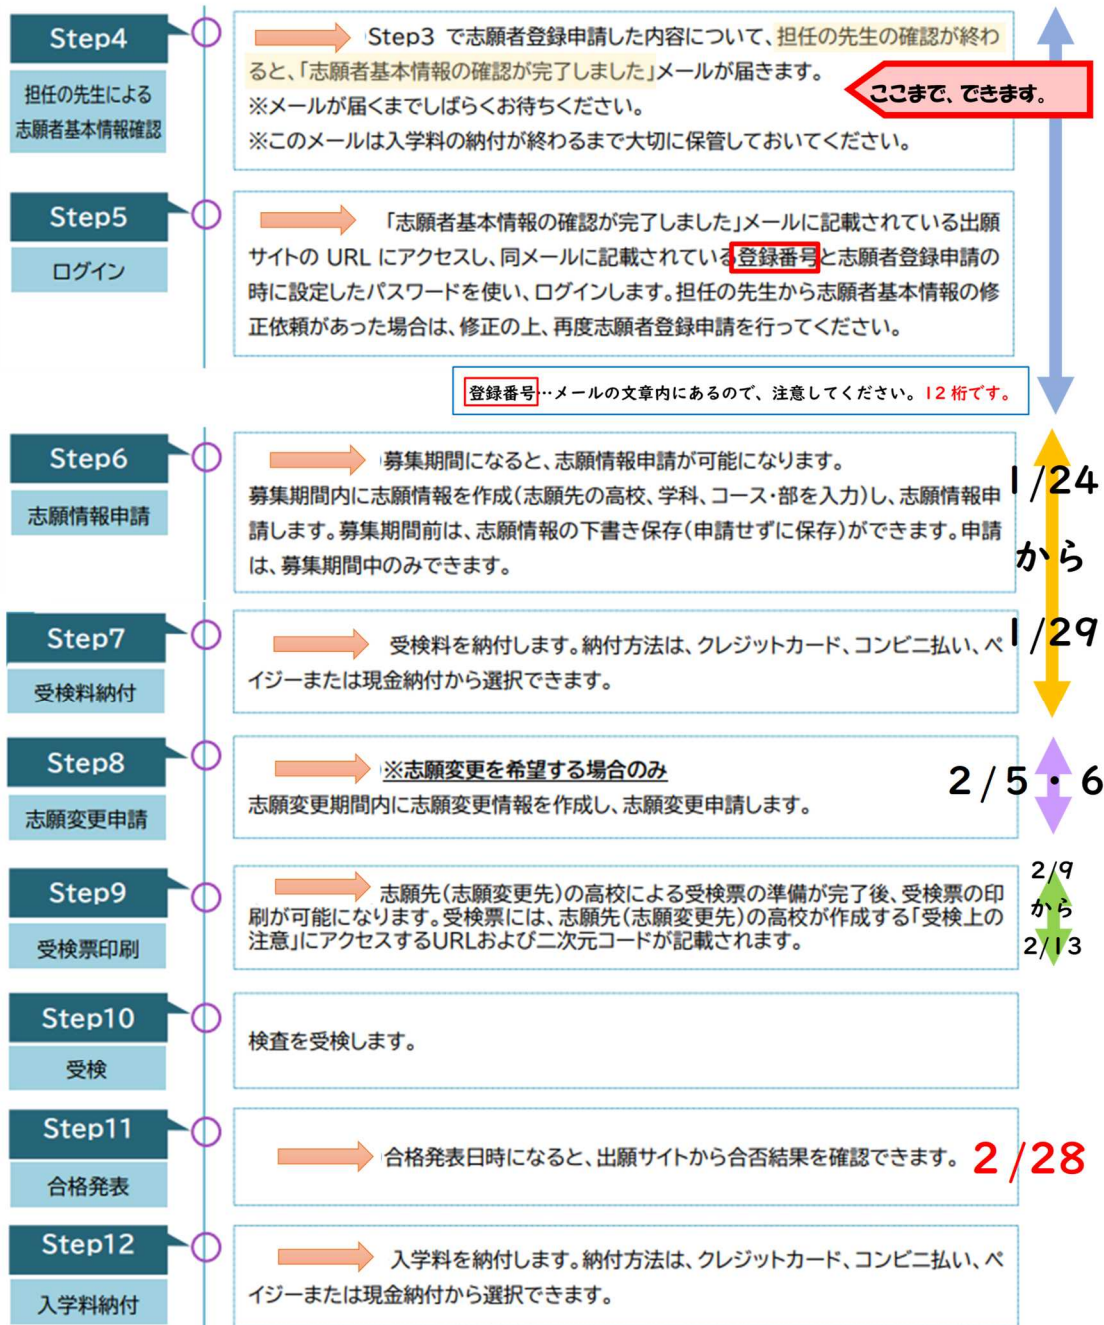 Step4
担任の先生による
志願者基本情報確認
Step3 で志願者登録申請した内容について、担任の先生の確認が終わ
ると、「志願者基本情報の確認が完了しました」メールが届きます。
※メールが届くまでしばらくお待ちください。
※このメールは入学料の納付が終わるまで大切に保管しておいてください。
ここまで、できます。
Step5
ログイン
「志願者基本情報の確認が完了しました」メールに記載されている出願
サイトの URL にアクセスし、同メールに記載されている登録番号と志願者登録申請の
時に設定したパスワードを使い、ログインします。担任の先生から志願者基本情報の修
正依頼があった場合は、修正の上、再度志願者登録申請を行ってください。
登録番号…メールの文章内にあるので、注意してください。12桁です。
Step6
志願情報申請
募集期間になると、志願情報申請が可能になります。
募集期間内に志願情報を作成(志願先の高校、学科、コース・部を入力)し、志願情報申
請します。募集期間前は、志願情報の下書き保存(申請せずに保存)ができます。申請
は、募集期間中のみできます。
1/24
から
1/29
Step7
受検料納付
受検料を納付します。納付方法は、クレジットカード、コンビニ払い、ペ
イジーまたは現金納付から選択できます。
Step8
志願変更申請
※志願変更を希望する場合のみ
志願変更期間内に志願変更情報を作成し、志願変更申請します。
2/5・6
Step9
受検票印刷
志願先(志願変更先)の高校による受検票の準備が完了後、受検票の印
刷が可能になります。受検票には、志願先(志願変更先)の高校が作成する「受検上の
注意」にアクセスするURLおよび二次元コードが記載されます。
2/9
から
2/13
Step10
受検
検査を受検します。
Step11
合格発表
合格発表日時になると、出願サイトから合否結果を確認できます。
2/28
Step12
入学料納付
入学料を納付します。納付方法は、クレジットカード、コンビニ払い、ペ
イジーまたは現金納付から選択できます。